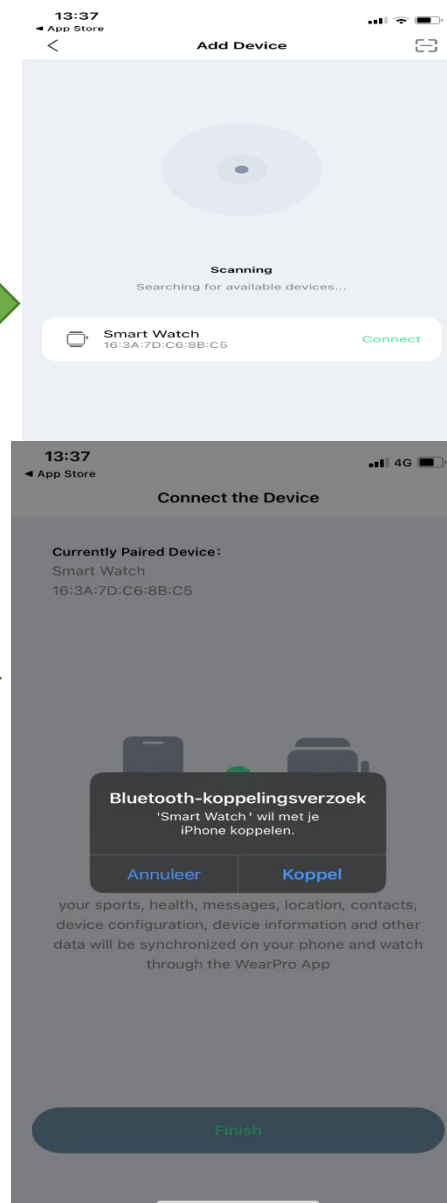 13:37
◄ App Store
Add Device
Scanning
Searching for available devices...
Smart Watch
16:3A:7D:C6:8B:C5
Connect
13:37
4G
◄ App Store
Connect the Device
Currently Paired Device:
Smart Watch
16:3A:7D:C6:8B:C5
Bluetooth-koppelingsverzoek
'Smart Watch' wil met je
iPhone koppelen.
Annuleer Koppel
your sports, health, messages, location, contacts,
device configuration, device information and other
data will be synchronized on your phone and watch
through the WearPro App
Finish